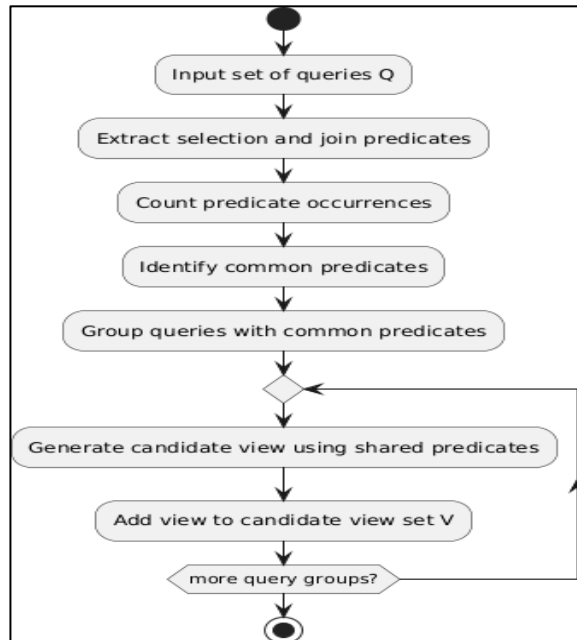 Input set of queries Q
Extract selection and join predicates
Count predicate occurrences
Identify common predicates
Group queries with common predicates
Generate candidate view using shared predicates
Add view to candidate view set V
more query groups?